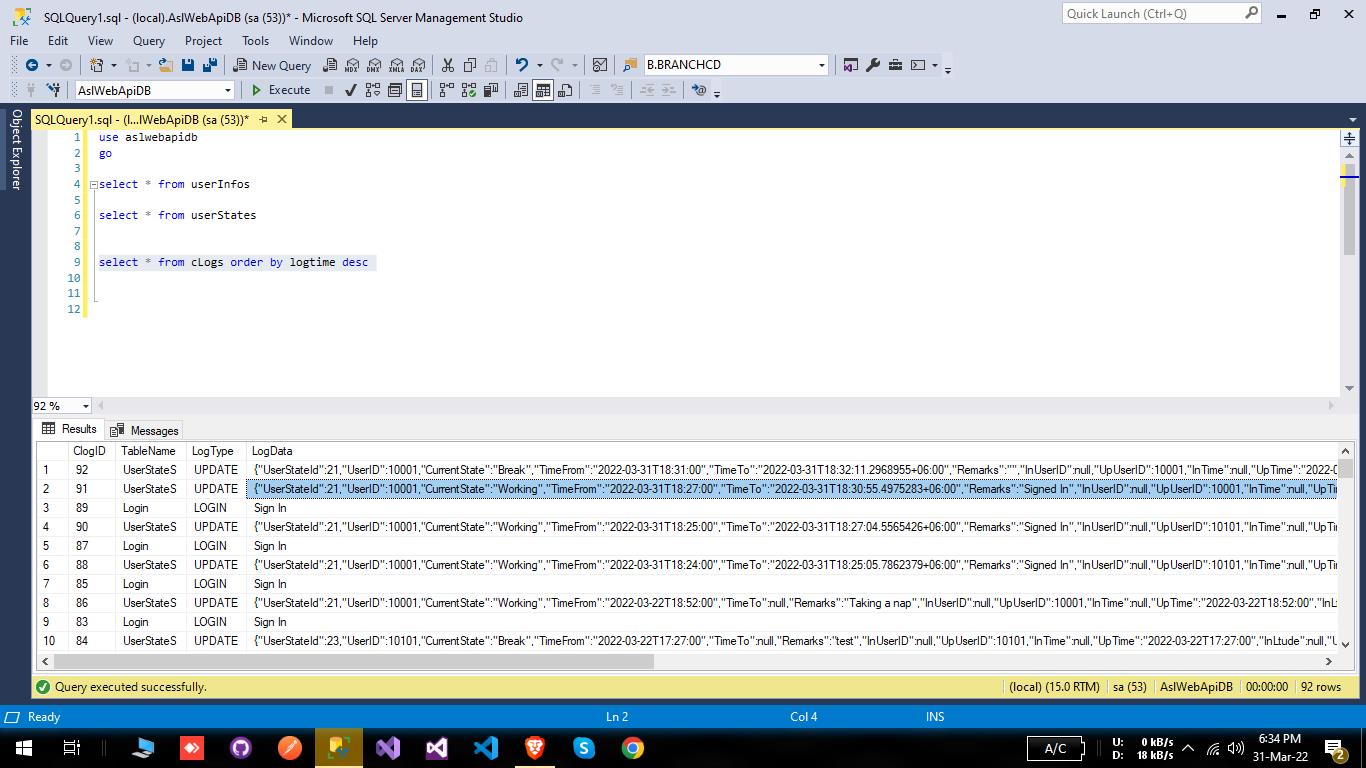 SQLQuery1.sql - (local).AslWebApiDB (sa (53))* - Microsoft SQL Server Management Studio
Quick Launch (Ctrl+Q)
File Edit View Query Project Tools Window Help
New Query MDX DMX XMLA DAX B.BRANCHCD
AslWebApiDB Execute
Object Explorer
SQLQuery1.sql - (l...lWebApiDB (sa (53))*
1 use aslwebapidb
2 go
3
4 select * from userInfos
5
6 select * from userStates
7
8
9 select * from cLogs order by logtime desc
10
11
12
92 %
Results Messages
ClogID TableName LogType LogData
1 92 UserStateS UPDATE {"UserStateId":21,"UserID":10001,"CurrentState":"Break","TimeFrom":"2022-03-31T18:31:00","TimeTo":"2022-03-31T18:32:11.2968955+06:00","Remarks":"","InUserID":null,"UpUserID":10001,"InTime":null,"UpTime":"2022-0
2 91 UserStateS UPDATE {"UserStateId":21,"UserID":10001,"CurrentState":"Working","TimeFrom":"2022-03-31T18:27:00","TimeTo":"2022-03-31T18:30:55.4975283+06:00","Remarks":"Signed In","InUserID":null,"UpUserID":10001,"InTime":null,"UpTi
3 89 Login LOGIN Sign In
4 90 UserStateS UPDATE {"UserStateId":21,"UserID":10001,"CurrentState":"Working","TimeFrom":"2022-03-31T18:25:00","TimeTo":"2022-03-31T18:27:04.5565426+06:00","Remarks":"Signed In","InUserID":null,"UpUserID":10101,"InTime":null,"UpTi
5 87 Login LOGIN Sign In
6 88 UserStateS UPDATE {"UserStateId":21,"UserID":10001,"CurrentState":"Working","TimeFrom":"2022-03-31T18:24:00","TimeTo":"2022-03-31T18:25:05.7862379+06:00","Remarks":"Signed In","InUserID":null,"UpUserID":10101,"InTime":null,"UpTi
7 85 Login LOGIN Sign In
8 86 UserStateS UPDATE {"UserStateId":21,"UserID":10001,"CurrentState":"Working","TimeFrom":"2022-03-22T18:52:00","TimeTo":null,"Remarks":"Taking a nap","InUserID":null,"UpUserID":10001,"InTime":null,"UpTime":"2022-03-22T18:52:00","InLt
9 83 Login LOGIN Sign In
10 84 UserStateS UPDATE {"UserStateId":23,"UserID":10101,"CurrentState":"Break","TimeFrom":"2022-03-22T17:27:00","TimeTo":null,"Remarks":"test","InUserID":null,"UpUserID":10101,"InTime":null,"UpTime":"2022-03-22T17:27:00","InLtude":null,"U
Query executed successfully. (local) (15.0 RTM) sa (53) AslWebApiDB 00:00:00 92 rows
Ready Ln 2 Col 4 INS
A/C U: 0 kB/s 6:34 PM
D: 18 kB/s 31-Mar-22 2